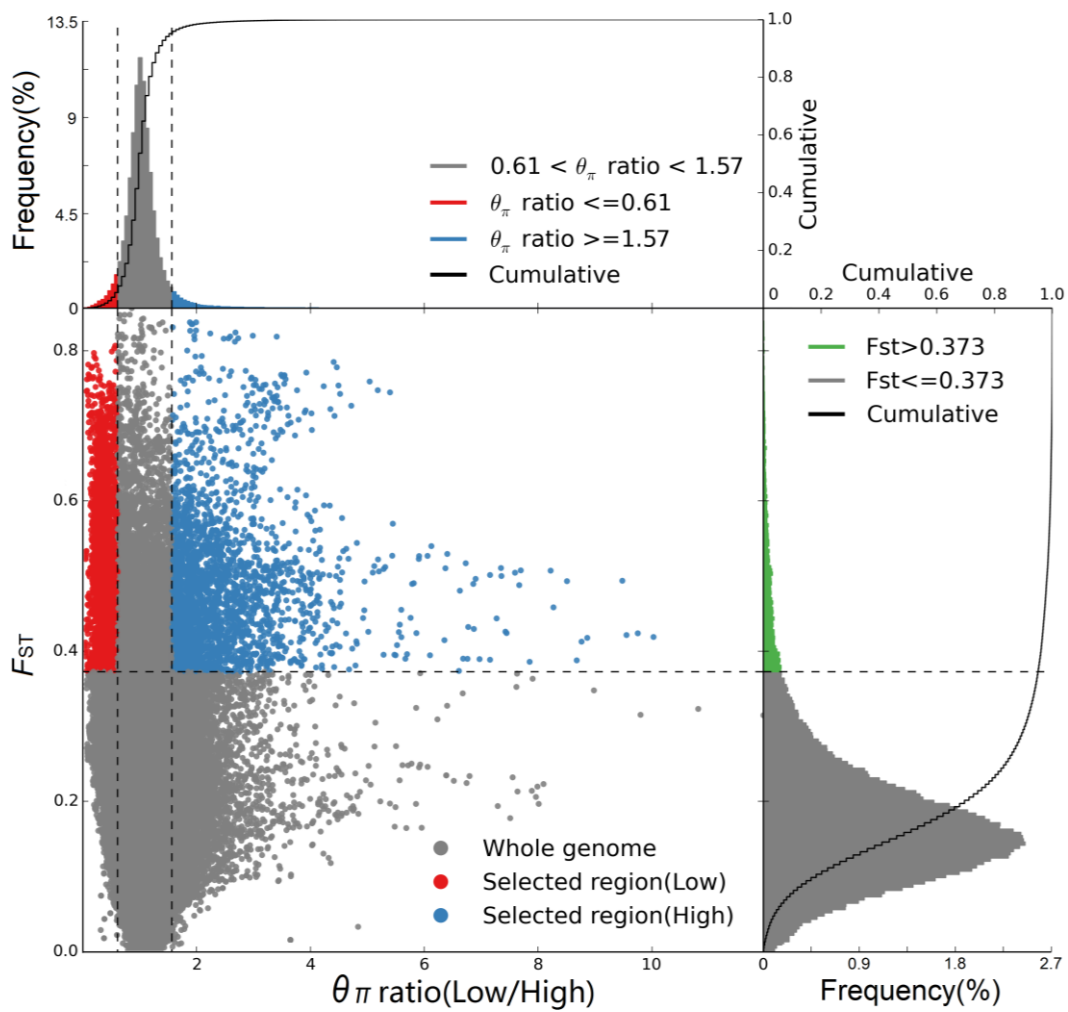 13.5
9
4.5
0
Frequency(%)
1.0
0.8
0.6
0.4
0.2
0.0
Cumulative
0.61 < θπ ratio < 1.57
θπ ratio <=0.61
θπ ratio >=1.57
Cumulative
Cumulative
0 0.2 0.4 0.6 0.8 1.0
0.8
0.6
0.4
0.2
0.0
FST
Fst>0.373
Fst<=0.373
Cumulative
Whole genome
Selected region(Low)
Selected region(High)
2 4 6 8 10
θπ ratio(Low/High)
0 0.9 1.8 2.7
Frequency(%)